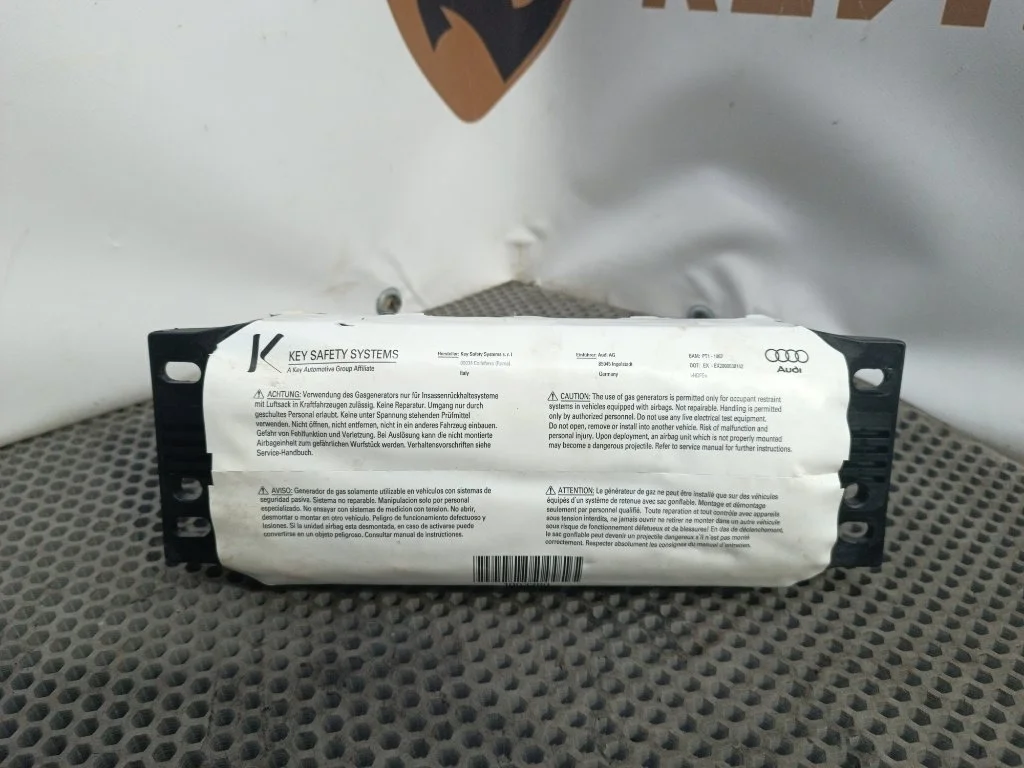 KEY SAFETY SYSTEMS
A Key Automotive Group Affiliate
Hersteller: Key Safety Systems s.r.l
Italy
Einführer: Audi AG
85045 Ingolstadt
Germany
BAM: PT1 -
DOT: EX -
Audi
ACHTUNG: Verwendung des Gasgenerators nur für Insassenrückhaltesysteme
mit Luftsack in Kraftfahrzeugen zulässig. Keine Reparatur. Umgang nur durch
geschultes Personal erlaubt. Keine unter Spannung stehenden Prüfmittel
verwenden. Nicht öffnen, nicht entfernen, nicht in ein anderes Fahrzeug einbauen.
Gefahr von Fehlfunktion und Verletzung. Bei Auslösung kann die nicht montierte
Airbageinheit zum gefährlichen Wurfstück werden. Verhaltensvorschriften siehe
Service-Handbuch.
CAUTION: The use of gas generators is permitted only for occupant restraint
systems in vehicles equipped with airbags. Not repairable. Handling is permitted
only by authorized personnel. Do not use any live electrical test equipment.
Do not open, remove or install into another vehicle. Risk of malfunction and
personal injury. Upon deployment, an airbag unit which is not properly mounted
may become a dangerous projectile. Refer to service manual for further instructions.
AVISO: Generador de gas solamente utilizable en vehículos con sistemas de
seguridad pasiva. Sistema no reparable. Manipulacion solo por personal
especializado. No ensayar con sistemas de medicion con tension. No abrir,
desmontar o montar en otro vehículo. Peligro de funcionamiento defectuoso y
lesiones. Si la unidad airbag esta desmontada, en caso de activarse puede
convertirse en un objeto peligroso. Consultar manual de instrucciones.
ATTENTION: Le générateur de gaz ne peut être installé que sur des véhicules
équipés d'un système de retenue avec sac gonflable. Montage et démontage
seulement par personnel qualifié. Toute reparation et tout contrôle avec appareils
sous tension interdits, ne jamais ouvrir ne retirer ne monter dans un autre véhicule
sous risque de fonctionnement défetueux et de blessures! En das de déclenchement,
le sac gonflable peut devenir un projectile dangereux s'il n'est pas monté
correctement. Respecter absolument les consignes du manuel d'ateliers.